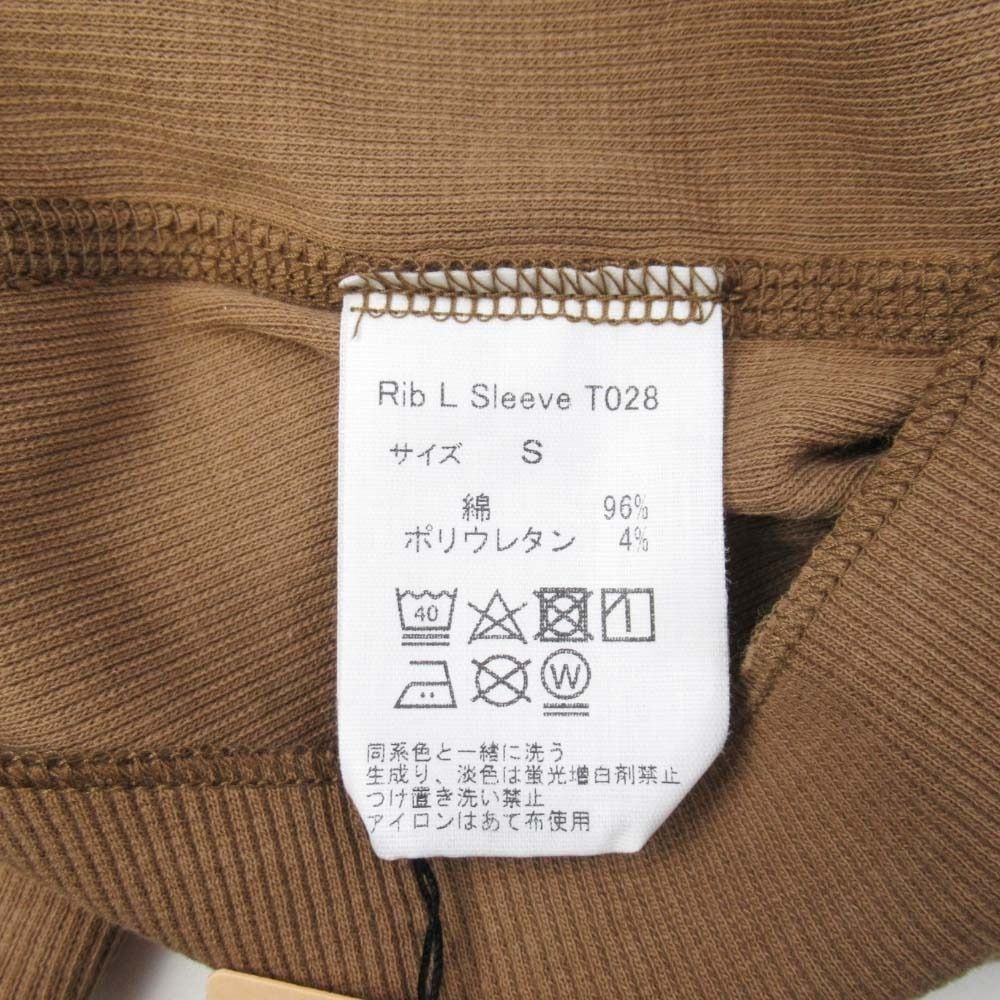 Rib L Sleeve T028
サイズ S
綿 96%
ポリウレタン 4%
40
W
同系色と一緒に洗う
生成り、淡色は蛍光増白剤禁止
つけ置き洗い禁止
アイロンはあて布使用